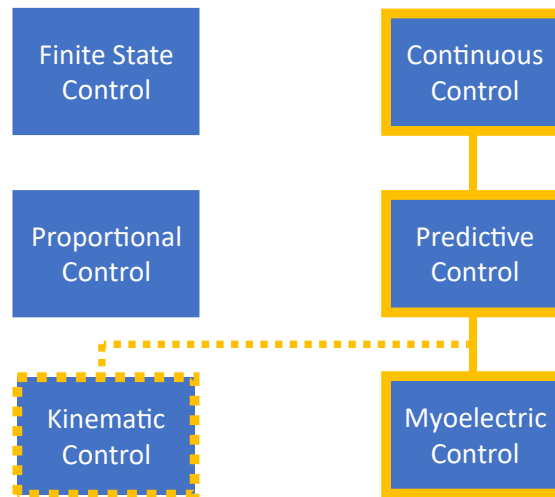 Finite State
Control
Continuous
Control
Proportional
Control
Predictive
Control
Kinematic
Control
Myoelectric
Control